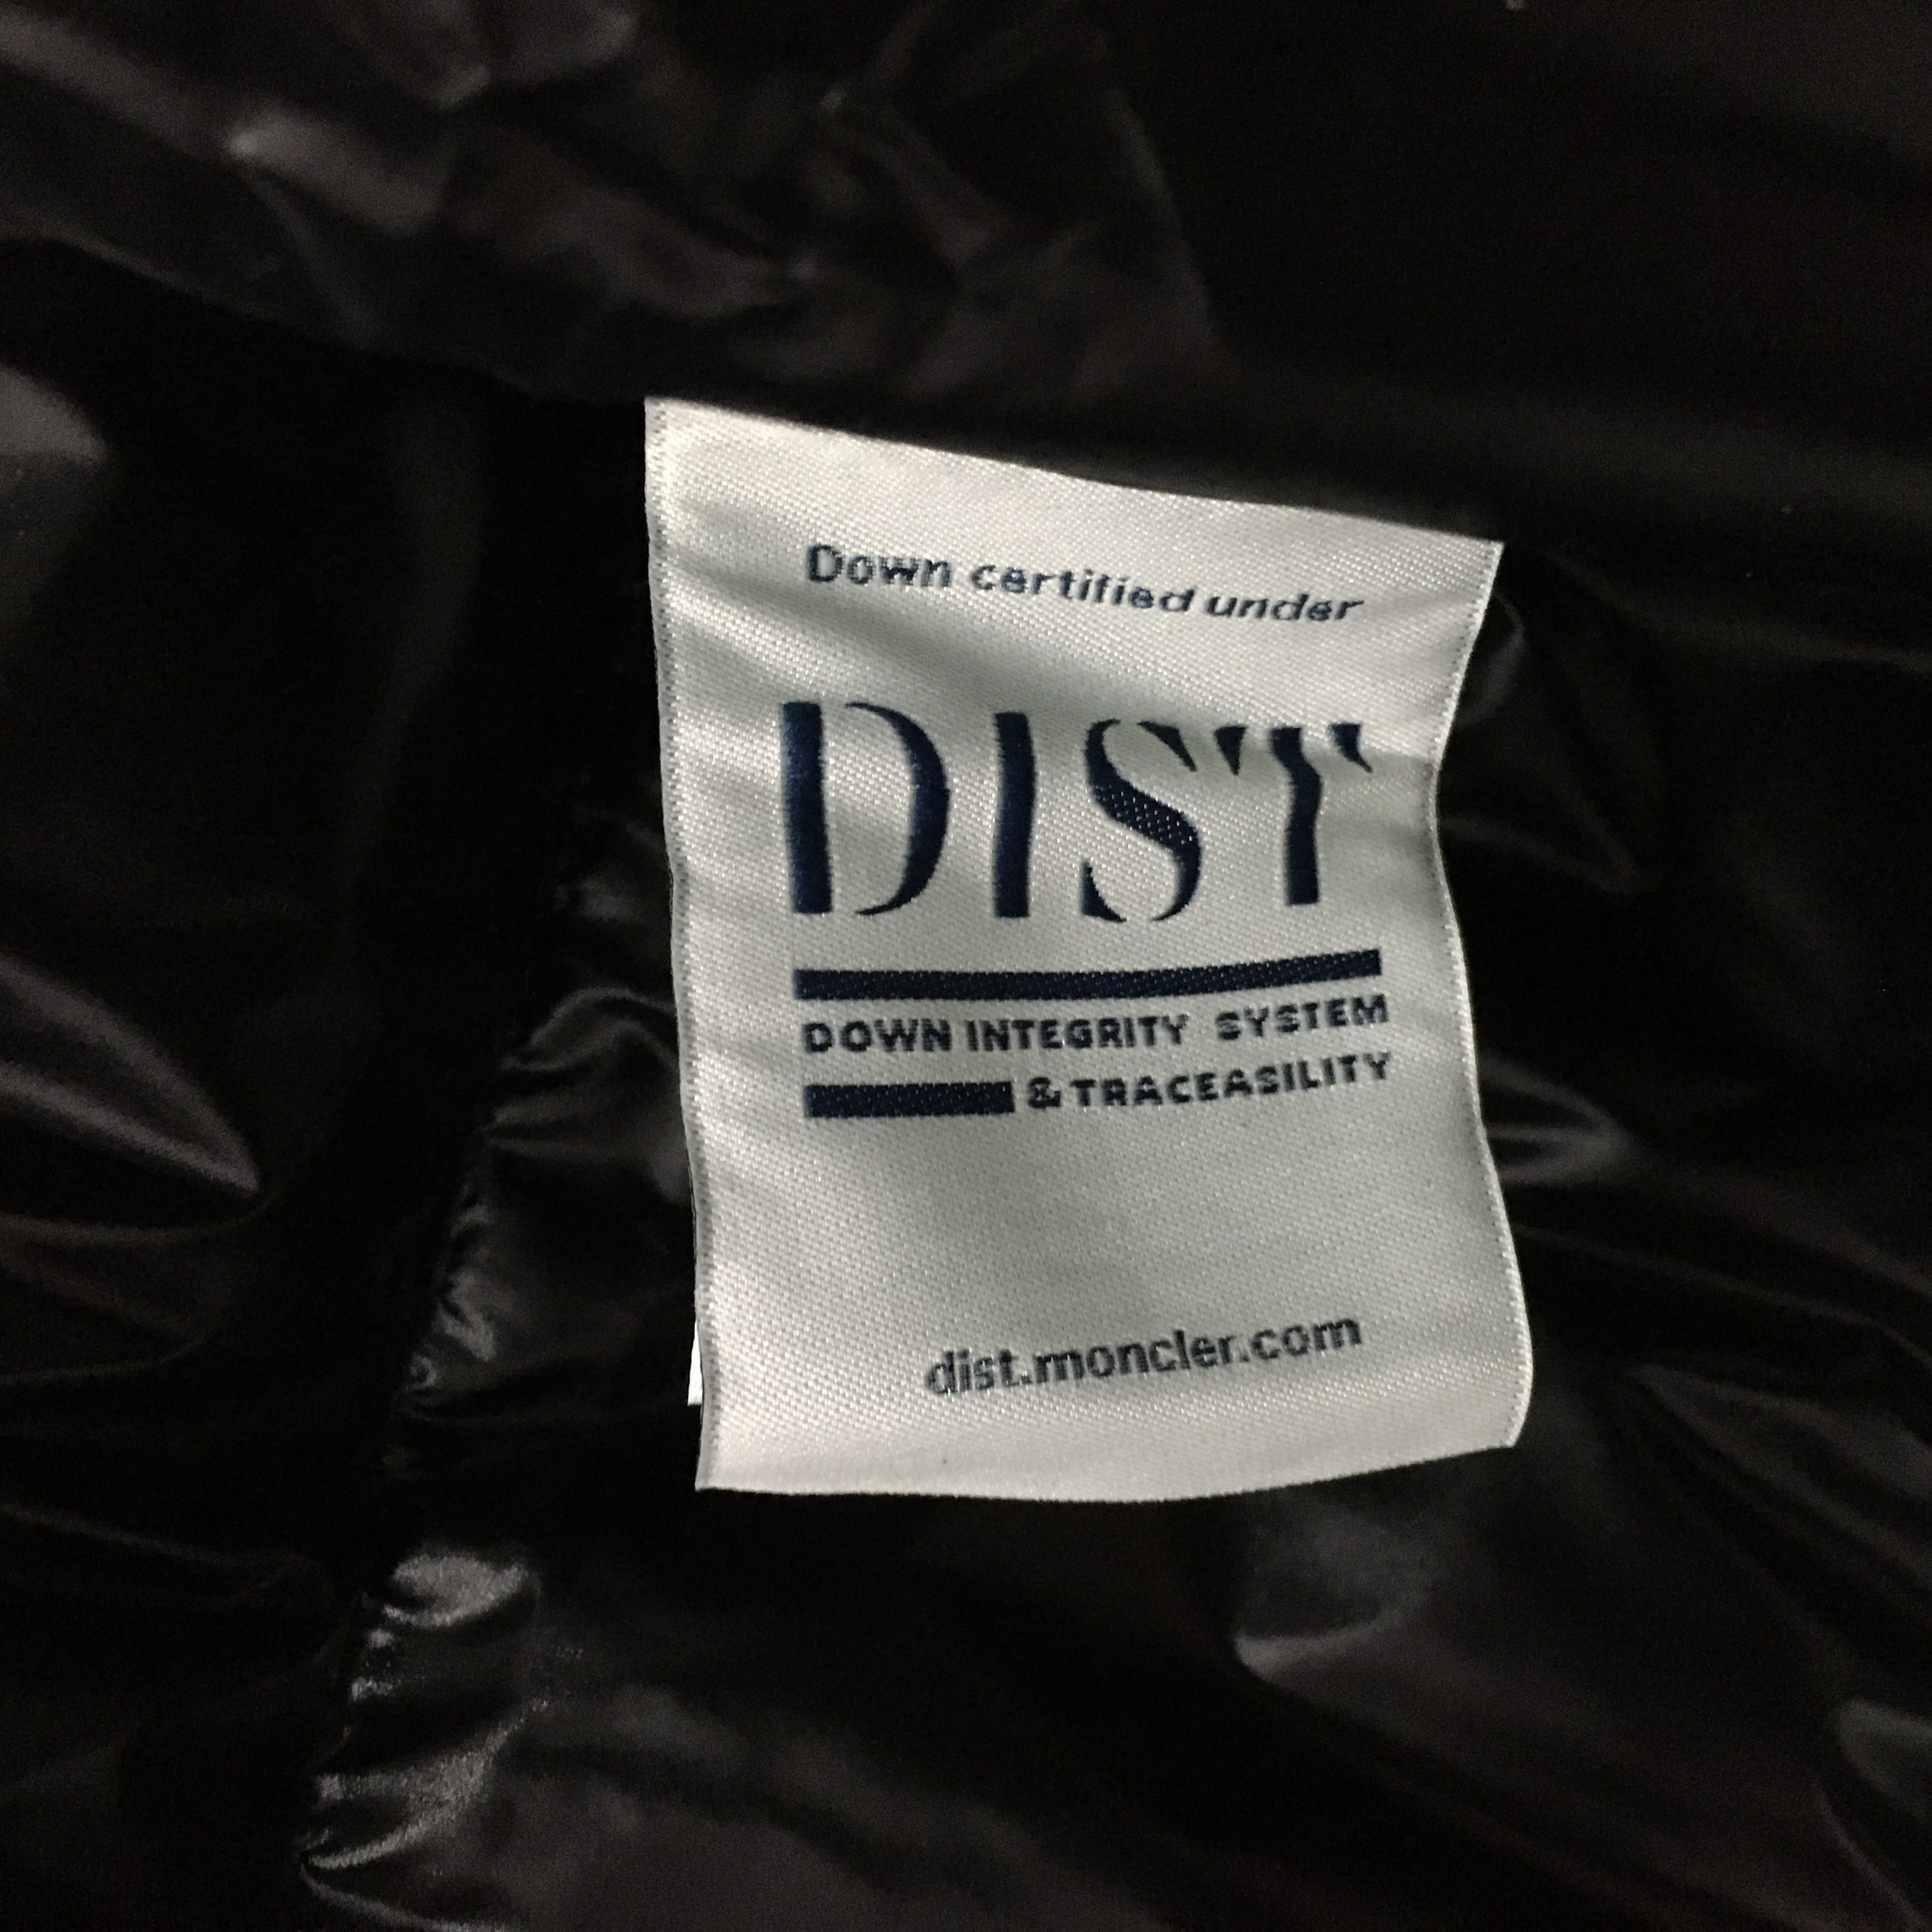 Down certified under
DIST
DOWN INTEGRITY SYSTEM
& TRACEASILITY
dist.moncler.com